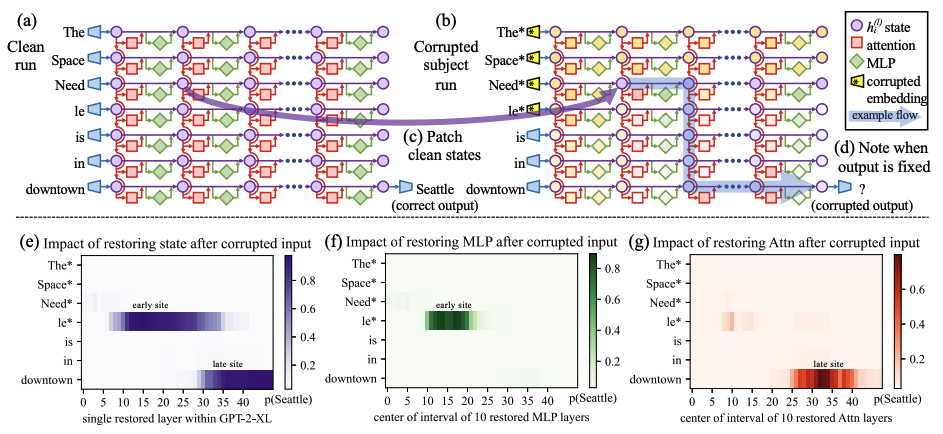 (a)
Clean
run
The
Space
Need
le
is
in
downtown
Seattle
(correct output)
(b)
Corrupted
subject
run
The*
Space*
Need*
le*
is
in
downtown
*
*
*
*
?
(corrupted output)
(c) Patch
clean states
(d) Note when
output is fixed
hᵢ⁽ˡ⁾ state
attention
MLP
* corrupted
embedding
example flow
(e) Impact of restoring state after corrupted input
The*
Space*
Need*
le*
is
in
downtown
early site
late site
0 5 10 15 20 25 30 35 40 p(Seattle)
single restored layer within GPT-2-XL
0.8
0.6
0.4
0.2
(f) Impact of restoring MLP after corrupted input
The*
Space*
Need*
le*
is
in
downtown
early site
0 5 10 15 20 25 30 35 40 p(Seattle)
center of interval of 10 restored MLP layers
0.8
0.6
0.4
0.2
(g) Impact of restoring Attn after corrupted input
The*
Space*
Need*
le*
is
in
downtown
late site
0 5 10 15 20 25 30 35 40 p(Seattle)
center of interval of 10 restored Attn layers
0.6
0.4
0.2